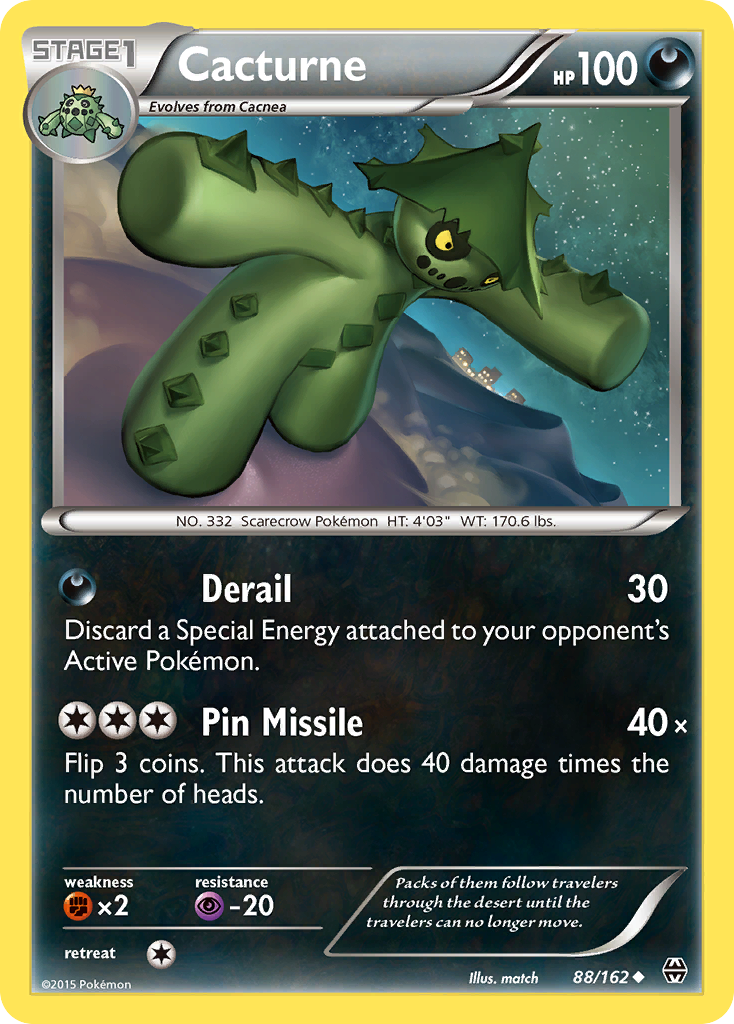 STAGE1
Cacturne
HP100
Evolves from Cacnea
NO. 332 Scarecrow Pokémon HT: 4'03" WT: 170.6 lbs.
Derail 30
Discard a Special Energy attached to your opponent's
Active Pokémon.
Pin Missile 40×
Flip 3 coins. This attack does 40 damage times the
number of heads.
weakness
×2
resistance
-20
retreat
Packs of them follow travelers
through the desert until the
travelers can no longer move.
©2015 Pokémon
Illus. match
88/162